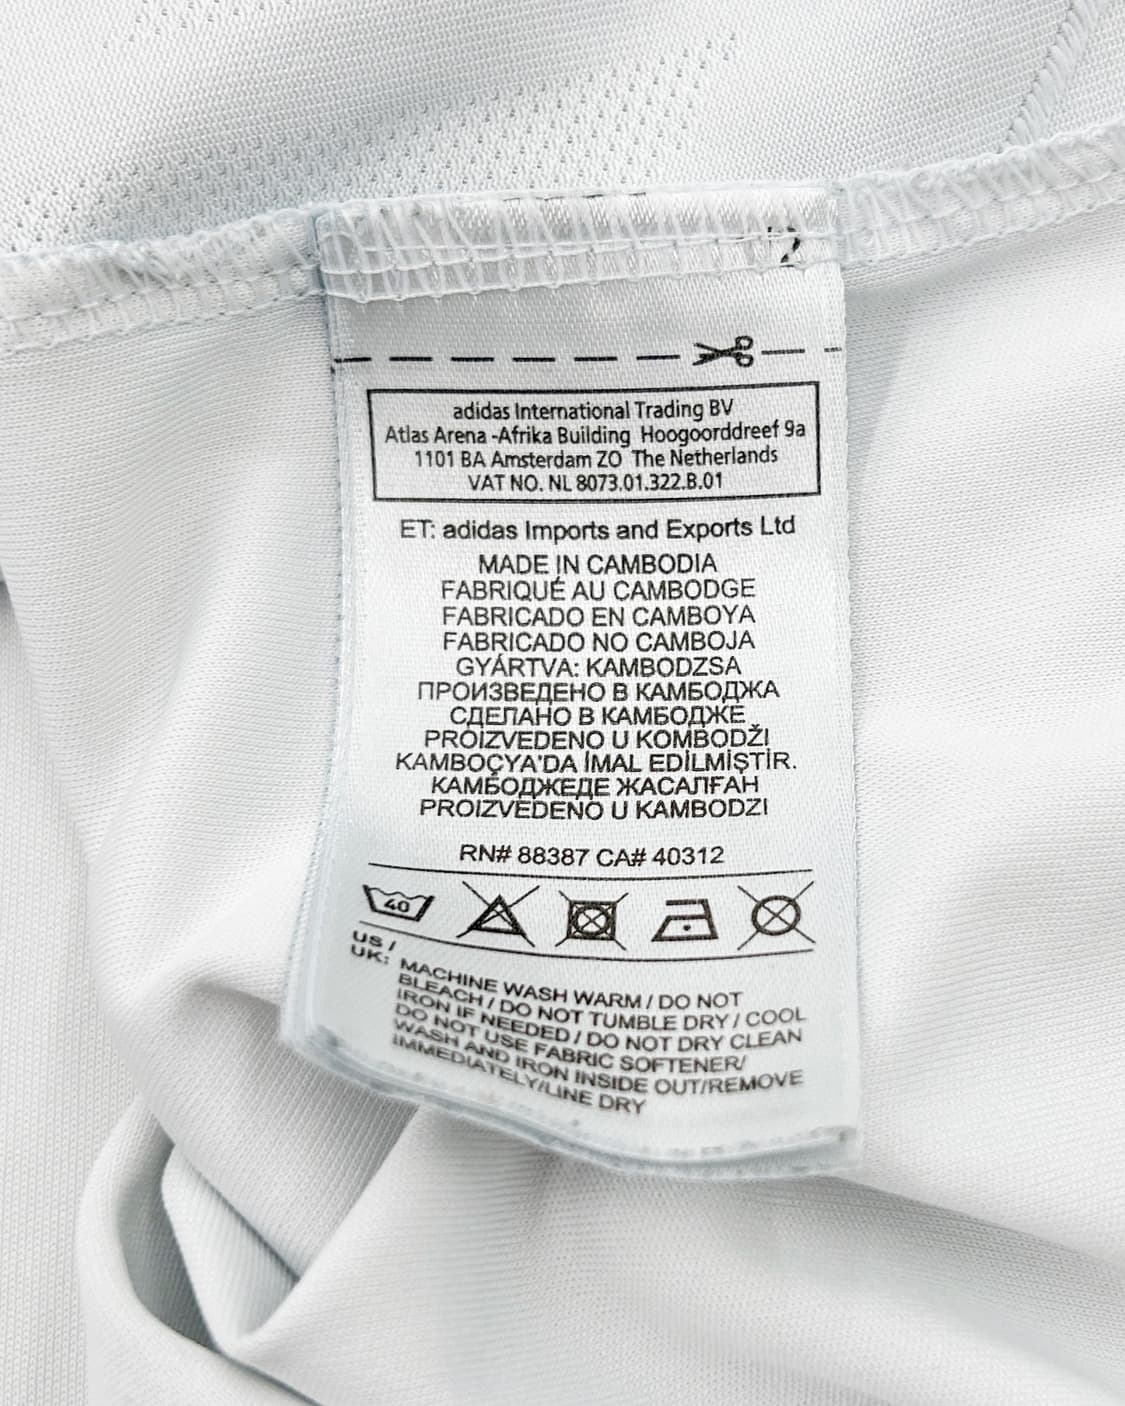 adidas International Trading BV
Atlas Arena -Afrika Building Hoogoorddreef 9a
1101 BA Amsterdam ZO The Netherlands
VAT NO. NL 8073.01.322.B.01
ET: adidas Imports and Exports Ltd
MADE IN CAMBODIA
FABRIQUÉ AU CAMBODGE
FABRICADO EN CAMBOYA
FABRICADO NO CAMBOJA
GYÁRTVA: KAMBODZSA
ПРОИЗВЕДЕНО В КАМБОДЖА
СДЕЛАНО В КАМБОДЖЕ
PROIZVEDENO U KOMBODŽI
KAMBOÇYA'DA İMAL EDİLMİŞTİR.
КАМБОДЖЕДЕ ЖАСАЛҒАН
PROIZVEDENO U KAMBODZI
RN# 88387 CA# 40312
40
US /
UK: MACHINE WASH WARM / DO NOT
BLEACH / DO NOT TUMBLE DRY / COOL
IRON IF NEEDED / DO NOT DRY CLEAN
DO NOT USE FABRIC SOFTENER/
WASH AND IRON INSIDE OUT/REMOVE
IMMEDIATELY/LINE DRY